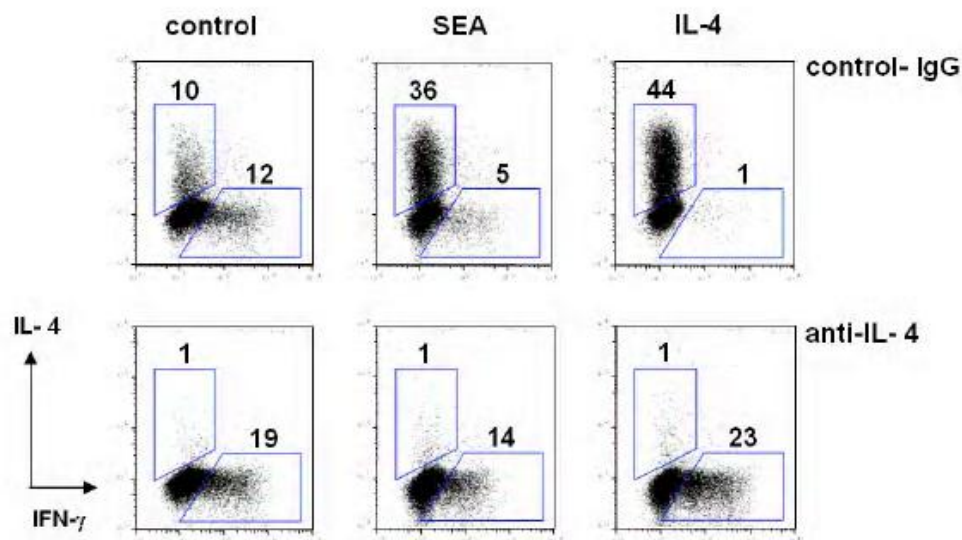 control SEA IL-4
control- IgG
10 36 44
12 5 1
IL- 4
anti-IL- 4
1 1 1
19 14 23
IFN-γ